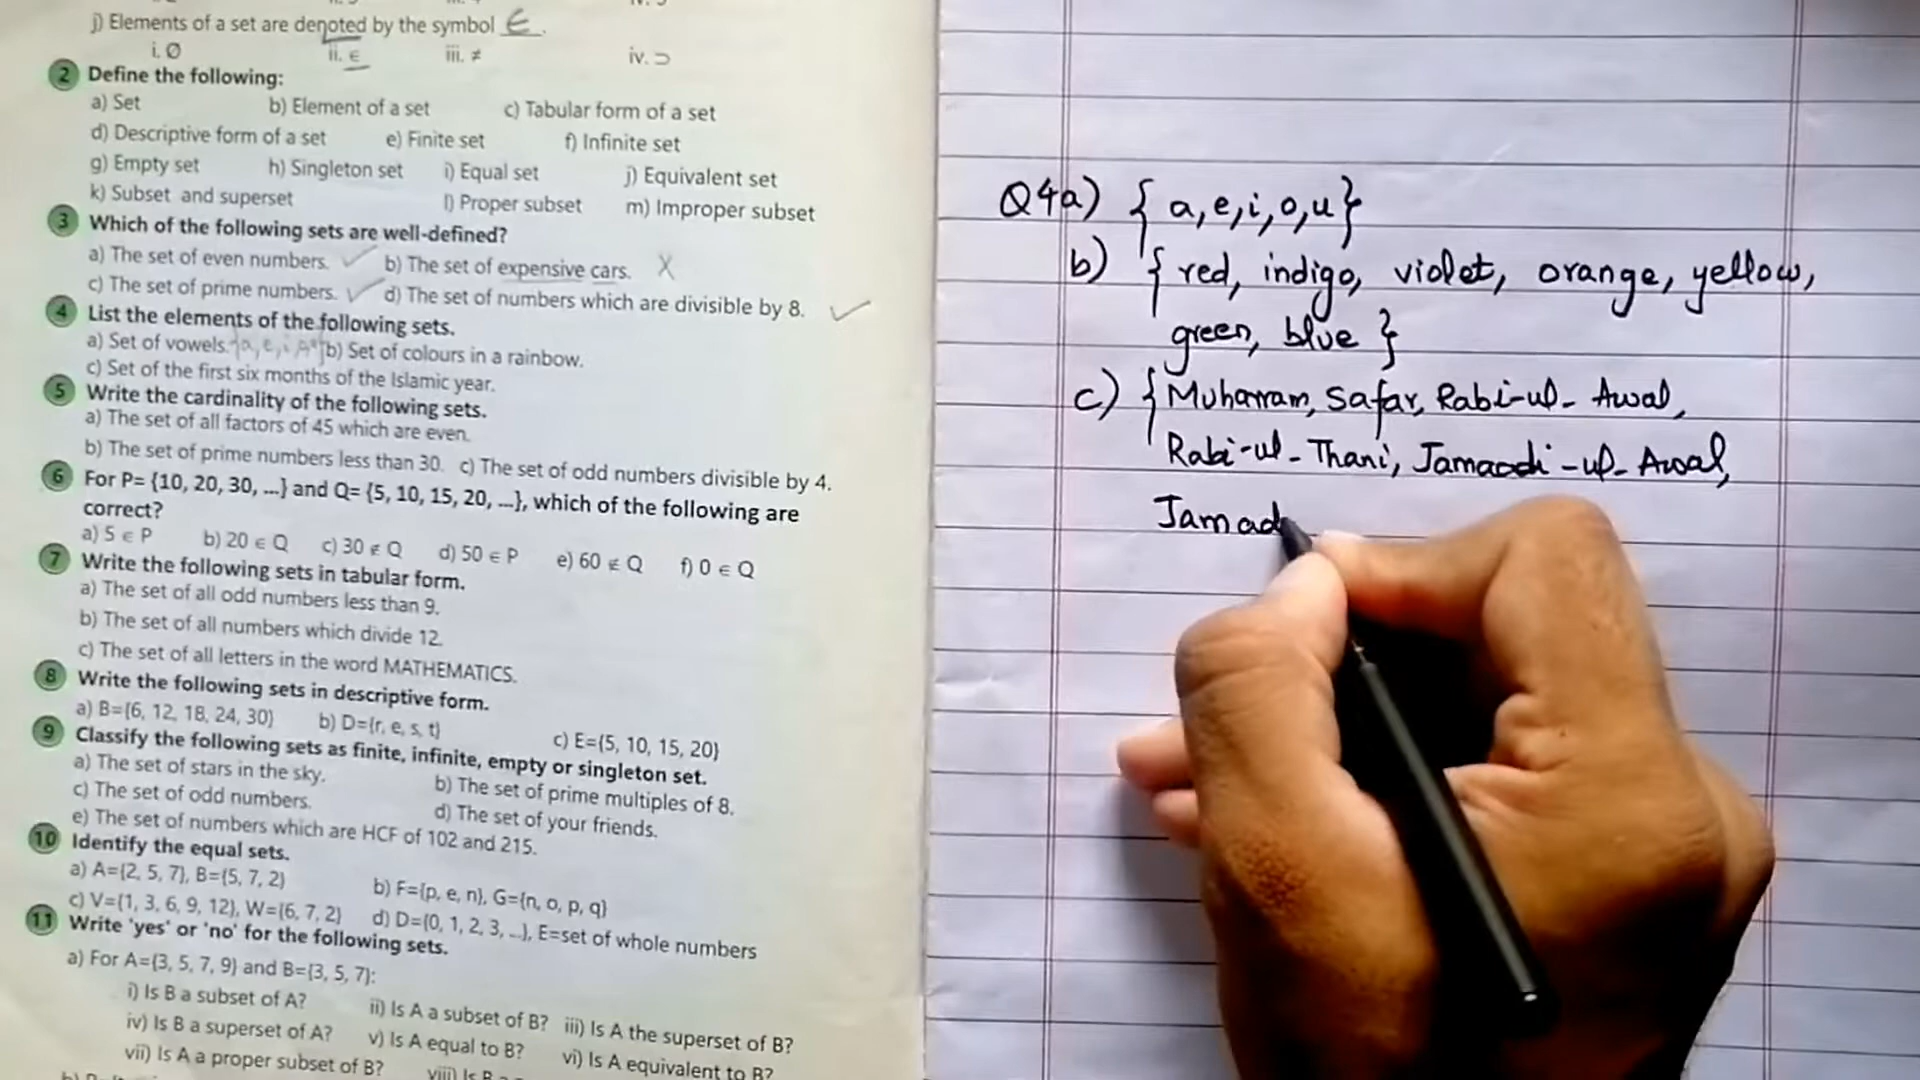 j) Elements of a set are denoted by the symbol ∈.
i. Ø ii. ∈ iii. ≠ iv. ⊃
2 Define the following:
a) Set b) Element of a set c) Tabular form of a set
d) Descriptive form of a set e) Finite set f) Infinite set
g) Empty set h) Singleton set i) Equal set j) Equivalent set
k) Subset and superset l) Proper subset m) Improper subset
3 Which of the following sets are well-defined?
a) The set of even numbers. ✓ b) The set of expensive cars. X
c) The set of prime numbers. ✓ d) The set of numbers which are divisible by 8. ✓
4 List the elements of the following sets.
a) Set of vowels. {a, e, i, b) Set of colours in a rainbow.
c) Set of the first six months of the Islamic year.
5 Write the cardinality of the following sets.
a) The set of all factors of 45 which are even.
b) The set of prime numbers less than 30. c) The set of odd numbers divisible by 4.
6 For P= {10, 20, 30, ...} and Q= {5, 10, 15, 20, ...}, which of the following are
correct?
a) 5 ∈ P b) 20 ∈ Q c) 30 ∉ Q d) 50 ∈ P e) 60 ∉ Q f) 0 ∈ Q
7 Write the following sets in tabular form.
a) The set of all odd numbers less than 9.
b) The set of all numbers which divide 12.
c) The set of all letters in the word MATHEMATICS.
8 Write the following sets in descriptive form.
a) B={6, 12, 18, 24, 30} b) D={r, e, s, t} c) E={5, 10, 15, 20}
9 Classify the following sets as finite, infinite, empty or singleton set.
a) The set of stars in the sky. b) The set of prime multiples of 8.
c) The set of odd numbers. d) The set of your friends.
e) The set of numbers which are HCF of 102 and 215.
10 Identify the equal sets.
a) A={2, 5, 7}, B={5, 7, 2} b) F={p, e, n}, G={n, o, p, q}
c) V={1, 3, 6, 9, 12}, W={6, 7, 2} d) D={0, 1, 2, 3, ...}, E=set of whole numbers
11 Write 'yes' or 'no' for the following sets.
a) For A={3, 5, 7, 9} and B={3, 5, 7}:
i) Is B a subset of A? ii) Is A a subset of B? iii) Is A the superset of B?
iv) Is B a superset of A? v) Is A equal to B? vi) Is A equivalent to B?
vii) Is A a proper subset of B? viii) Is B
Q4a) { a, e, i, o, u }
b) { red, indigo, violet, orange, yellow,
green, blue }
c) { Muharram, Safar, Rabi-ul-Awal,
Rabi-ul-Thani, Jamaadi-ul-Awal,
Jamad